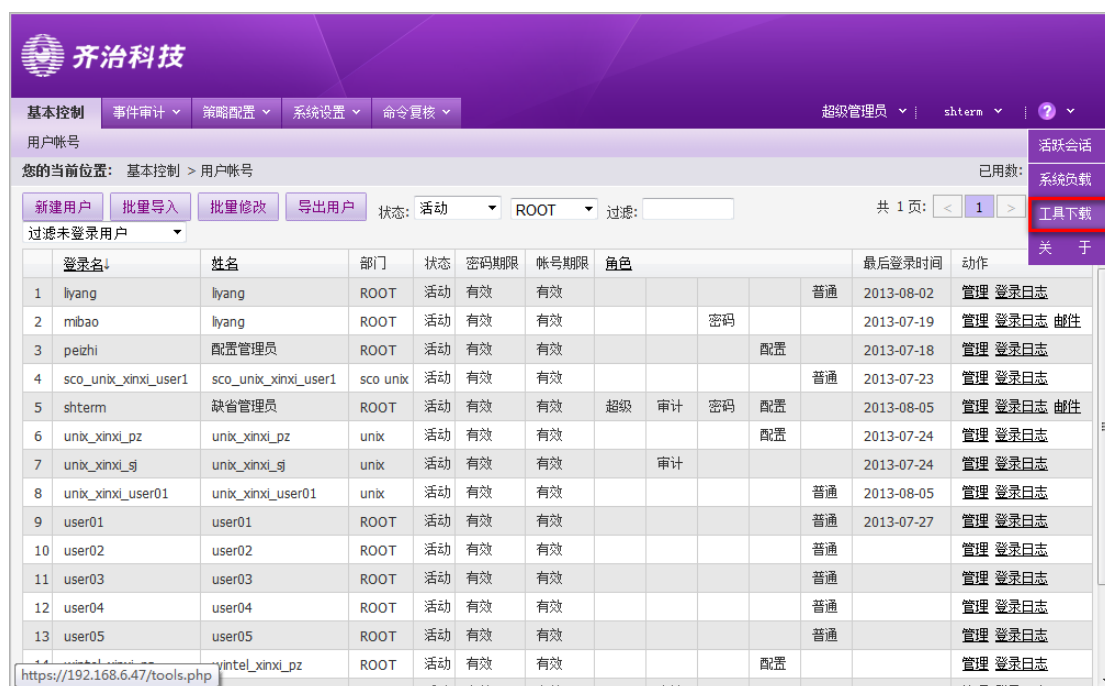 齐治科技
基本控制 事件审计 策略配置 系统设置 命令复核 超级管理员 shterm ?
用户帐号 活跃会话
您的当前位置： 基本控制 > 用户帐号 已用数: 系统负载
新建用户 批量导入 批量修改 导出用户 状态: 活动 ROOT 过滤: 共 1 页: < 1 > 工具下载
过滤未登录用户 关 于
登录名↓ 姓名 部门 状态 密码期限 帐号期限 角色 最后登录时间 动作
1 liyang liyang ROOT 活动 有效 有效 普通 2013-08-02 管理 登录日志
2 mibao liyang ROOT 活动 有效 有效 密码 2013-07-19 管理 登录日志 邮件
3 peizhi 配置管理员 ROOT 活动 有效 有效 配置 2013-07-18 管理 登录日志
4 sco_unix_xinxi_user1 sco_unix_xinxi_user1 sco unix 活动 有效 有效 普通 2013-07-23 管理 登录日志
5 shterm 缺省管理员 ROOT 活动 有效 有效 超级 审计 密码 配置 2013-08-05 管理 登录日志 邮件
6 unix_xinxi_pz unix_xinxi_pz unix 活动 有效 有效 配置 2013-07-24 管理 登录日志
7 unix_xinxi_sj unix_xinxi_sj unix 活动 有效 有效 审计 2013-07-24 管理 登录日志
8 unix_xinxi_user01 unix_xinxi_user01 unix 活动 有效 有效 普通 2013-08-05 管理 登录日志
9 user01 user01 ROOT 活动 有效 有效 普通 2013-07-27 管理 登录日志
10 user02 user02 ROOT 活动 有效 有效 普通 管理 登录日志
11 user03 user03 ROOT 活动 有效 有效 普通 管理 登录日志
12 user04 user04 ROOT 活动 有效 有效 普通 管理 登录日志
13 user05 user05 ROOT 活动 有效 有效 普通 管理 登录日志
wintel_xinxi_pz ROOT 活动 有效 有效 配置 管理 登录日志
https://192.168.6.47/tools.php